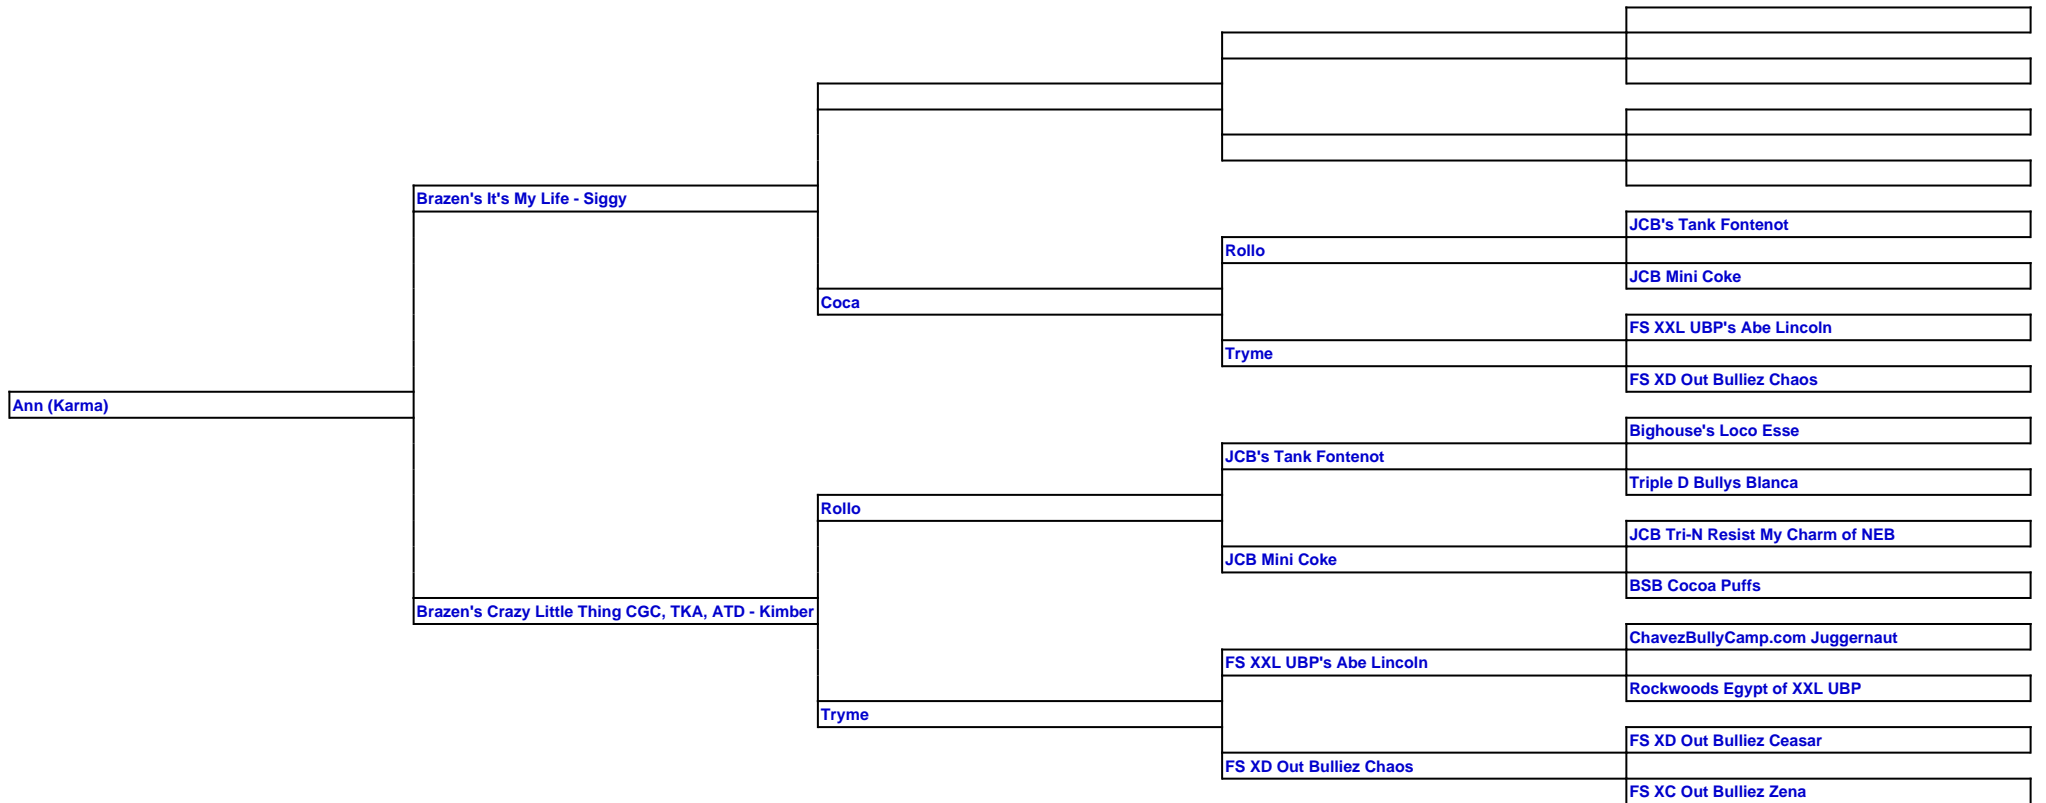 Brazen's It's My Life - Siggy
JCB's Tank Fontenot
Rollo
JCB Mini Coke
Coca
FS XXL UBP's Abe Lincoln
Tryme
FS XD Out Bulliez Chaos
Ann (Karma)
Bighouse's Loco Esse
JCB's Tank Fontenot
Triple D Bullys Blanca
Rollo
JCB Tri-N Resist My Charm of NEB
JCB Mini Coke
BSB Cocoa Puffs
Brazen's Crazy Little Thing CGC, TKA, ATD - Kimber
ChavezBullyCamp.com Juggernaut
FS XXL UBP's Abe Lincoln
Rockwoods Egypt of XXL UBP
Tryme
FS XD Out Bulliez Ceasar
FS XD Out Bulliez Chaos
FS XC Out Bulliez Zena